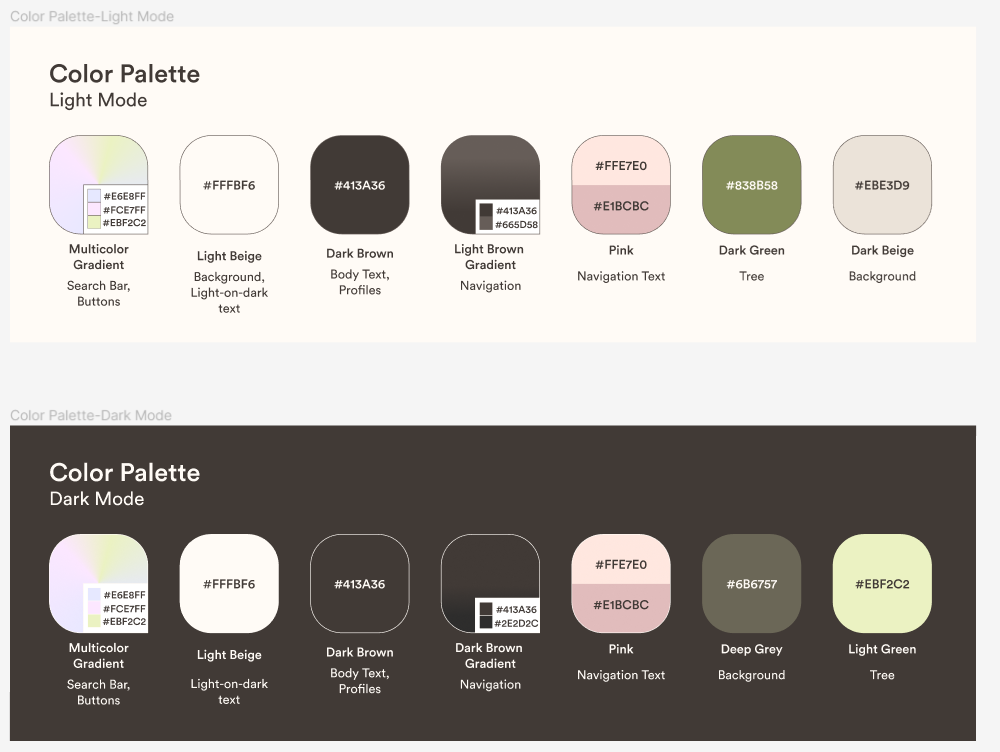 Color Palette-Light Mode
Color Palette
Light Mode
#E6E8FF
#FCE7FF
#EBF2C2
Multicolor
Gradient
Search Bar,
Buttons
#FFFBF6
Light Beige
Background,
Light-on-dark
text
#413A36
Dark Brown
Body Text,
Profiles
#413A36
#665D58
Light Brown
Gradient
Navigation
#FFE7E0
#E1BCBC
Pink
Navigation Text
#838B58
Dark Green
Tree
#EBE3D9
Dark Beige
Background
Color Palette-Dark Mode
Color Palette
Dark Mode
#E6E8FF
#FCE7FF
#EBF2C2
Multicolor
Gradient
Search Bar,
Buttons
#FFFBF6
Light Beige
Light-on-dark
text
#413A36
Dark Brown
Body Text,
Profiles
#413A36
#2E2D2C
Dark Brown
Gradient
Navigation
#FFE7E0
#E1BCBC
Pink
Navigation Text
#6B6757
Deep Grey
Background
#EBF2C2
Light Green
Tree